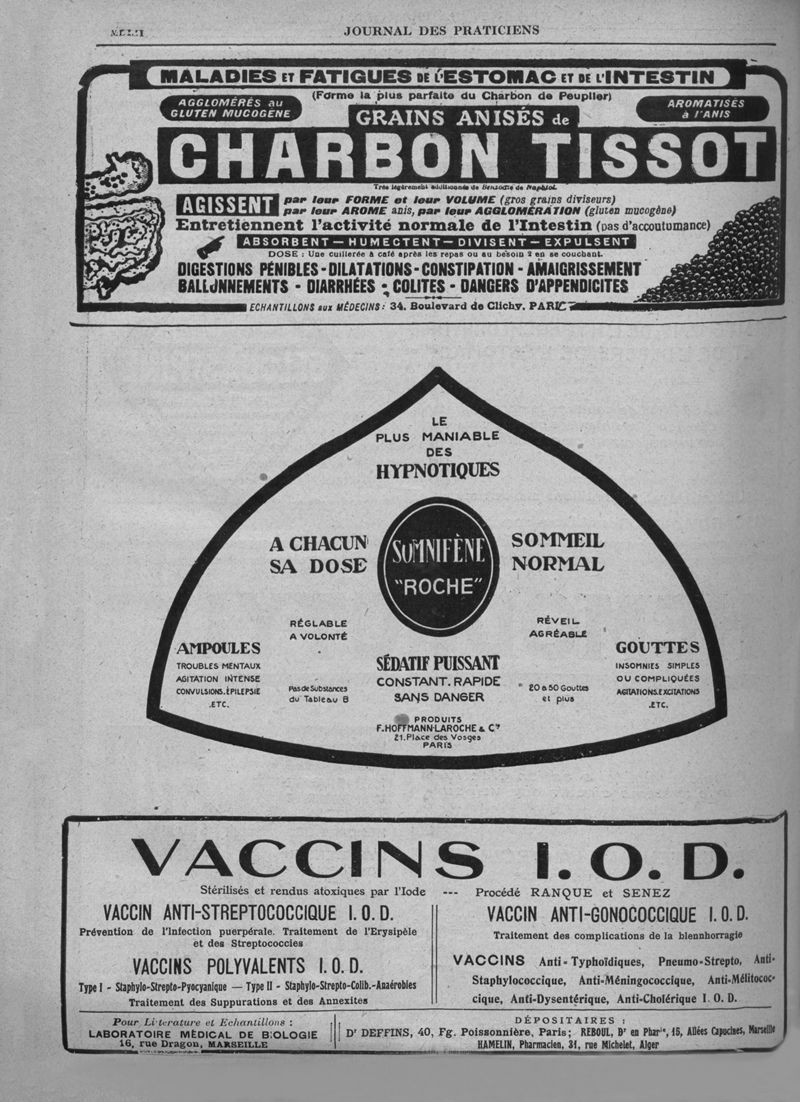 JOURNAL DES PRATICIENS
MALADIES ET FATIGUES DE L'ESTOMAC ET DE L'INTESTIN
(Forme la plus parfaite du Charbon de Peuplier)
AGGLOMÉRÉS au
GLUTEN MUCOGENE
AROMATISÉS
à l'ANIS
GRAINS ANISÉS de
CHARBON TISSOT
Très légèrement additionnés de Benzoate de Naphtol.
AGISSENT
par leur FORME et leur VOLUME (gros grains diviseurs)
par leur AROME anis, par leur AGGLOMÉRATION (gluten mucogène)
Entretiennent l'activité normale de l'Intestin (pas d'accoutumance)
ABSORBENT — HUMECTENT — DIVISENT — EXPULSENT
DOSE : Une cuillerée à café après les repas ou au besoin 2 en se couchant.
DIGESTIONS PÉNIBLES - DILATATIONS - CONSTIPATION - AMAIGRISSEMENT
BALLONNEMENTS - DIARRHÉES - COLITES - DANGERS D'APPENDICITES
ECHANTILLONS aux MÉDECINS : 34. Boulevard de Clichy. PARIS
LE
PLUS MANIABLE
DES
HYPNOTIQUES
A CHACUN
SA DOSE
SOMNIFÈNE
"ROCHE"
SOMMEIL
NORMAL
RÉGLABLE
A VOLONTÉ
RÉVEIL
AGRÉABLE
AMPOULES
TROUBLES MENTAUX
AGITATION INTENSE
CONVULSIONS. ÉPILEPSIE
.ETC.
Pas de Substances
du Tableau B
SÉDATIF PUISSANT
CONSTANT. RAPIDE
SANS DANGER
20 à 50 Gouttes
et plus
GOUTTES
INSOMNIES SIMPLES
OU COMPLIQUÉES
AGITATIONS.EXCITATIONS
.ETC.
PRODUITS
F.HOFFMANN-LAROCHE & Cie
21. Place des Vosges
PARIS
VACCINS I. O. D.
Stérilisés et rendus atoxiques par l'Iode --- Procédé RANQUE et SENEZ
VACCIN ANTI-STREPTOCOCCIQUE I. O. D.
Prévention de l'Infection puerpérale. Traitement de l'Erysipèle
et des Streptococcies
VACCINS POLYVALENTS I. O. D.
Type I - Staphylo-Strepto-Pyocyanique — Type II - Staphylo-Strepto-Colib.-Anaérobies
Traitement des Suppurations et des Annexites
VACCIN ANTI-GONOCOCCIQUE I. O. D.
Traitement des complications de la blennhorragie
VACCINS Anti-Typhoïdiques, Pneumo-Strepto, Anti-
Staphylococcique, Anti-Méningococcique, Anti-Mélitococ-
cique, Anti-Dysentérique, Anti-Cholérique I. O. D.
Pour Literature et Echantillons :
LABORATOIRE MÉDICAL DE BIOLOGIE
16, rue Dragon, MARSEILLE
DÉPOSITAIRES :
Dr DEFFINS, 40, Fg. Poissonnière, Paris; REBOUL, Dr en Phar^ie, 15, Allées Capucines, Marseille
HAMELIN, Pharmacien, 31, rue Michelet, Alger